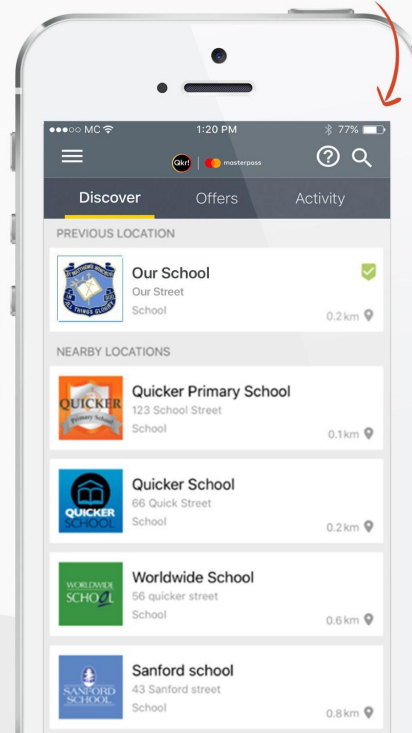 MC
1:20 PM
77%
Qkr!
masterpass
Discover
Offers
Activity
PREVIOUS LOCATION
Our School
Our Street
School
0.2 km
NEARBY LOCATIONS
QUICKER
Primary School
Quicker Primary School
123 School Street
School
0.1 km
QUICKER
SCHOOL
Quicker School
66 Quick Street
School
0.2 km
WORLDWIDE
SCHOOL
Worldwide School
56 quicker street
School
0.6 km
SANFORD
SCHOOL
Sanford school
43 Sanford street
School
0.8 km